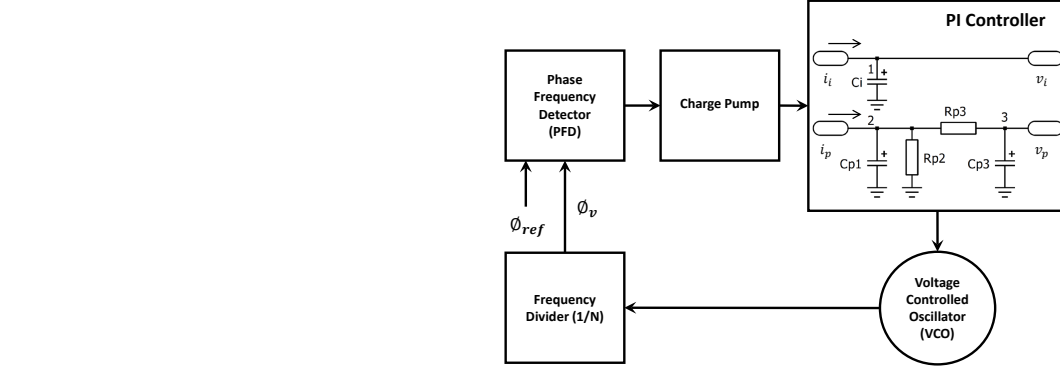 PI Controller
1
+
i_i
Ci
v_i
Rp3
2
3
i_p
+
Cp1
Rp2
Cp3
+
v_p
Phase
Frequency
Detector
(PFD)
Charge Pump
∅_ref
∅_v
Frequency
Divider (1/N)
Voltage
Controlled
Oscillator
(VCO)